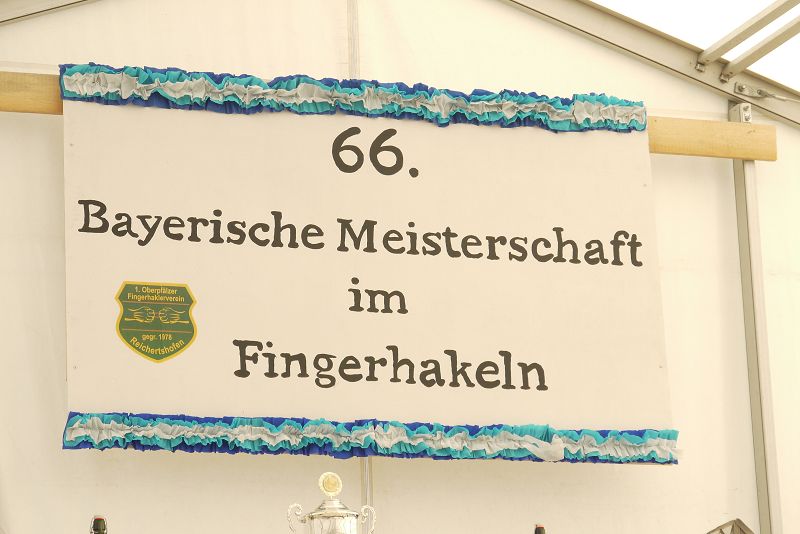 66.
Bayerische Meisterschaft
im
Fingerhakeln
1. Oberpfälzer
Fingerhaklerverein
gegr. 1978
Reichertshofen